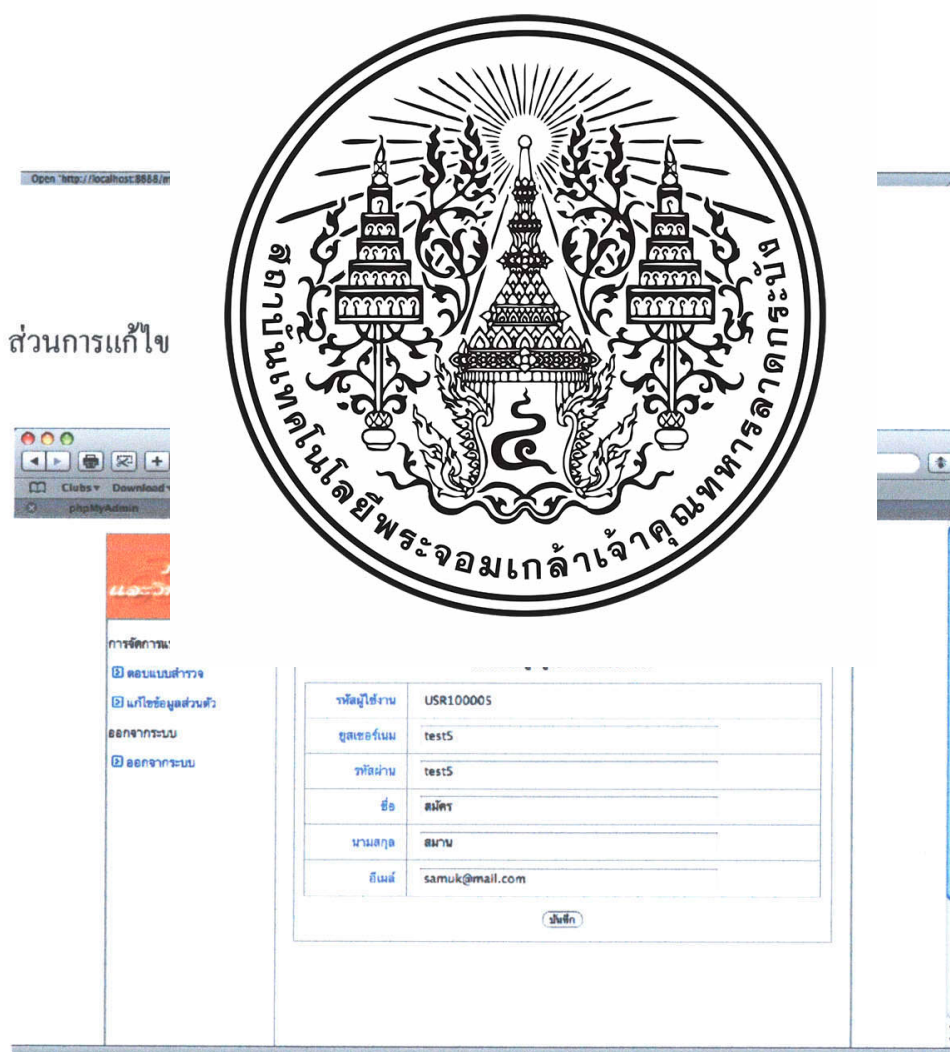 Open "http://localhost:8888/m
สถาบันเทคโนโลยีพระจอมเกล้าเจ้าคุณทหารลาดกระบัง
๔
ส่วนการแก้ไข
Clubs Download
phpMyAdmin
การจัดการแ
ตอบแบบสำรวจ
แก้ไขข้อมูลส่วนตัว
ออกจากระบบ
ออกจากระบบ
รหัสผู้ใช้งาน USR100005
ยูสเซอร์เนม test5
รหัสผ่าน test5
ชื่อ สมัคร
นามสกุล สมาน
อีเมล์ samuk@mail.com
บันทึก